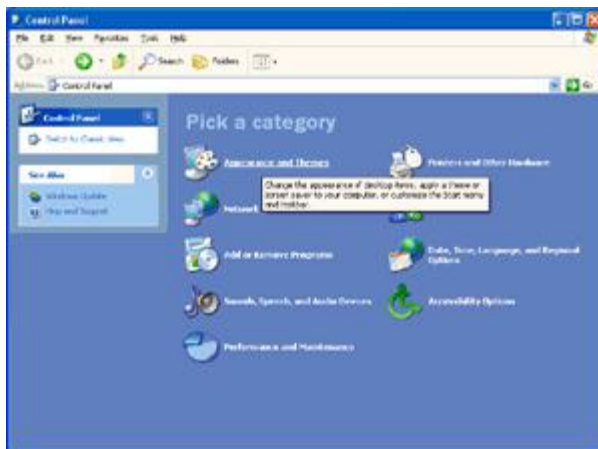 Control Panel
File Edit View Favorites Tools Help
Back Search Folders
Address Control Panel Go
Control Panel
Switch to Classic View
See Also
Windows Update
Help and Support
Pick a category
Appearance and Themes
Printers and Other Hardware
Change the appearance of desktop items, apply a theme or
screen saver to your computer, or customize the Start menu
and taskbar.
Network
Add or Remove Programs
Date, Time, Language, and Regional
Options
Sounds, Speech, and Audio Devices
Accessibility Options
Performance and Maintenance